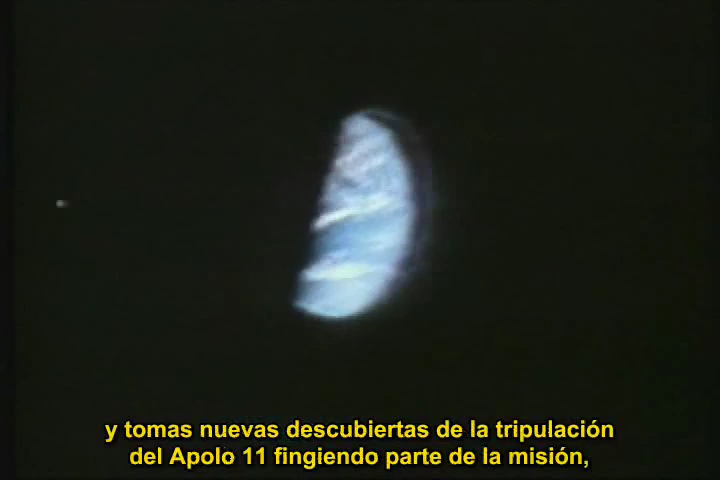 y tomas nuevas descubiertas de la tripulación
del Apolo 11 fingiendo parte de la misión,